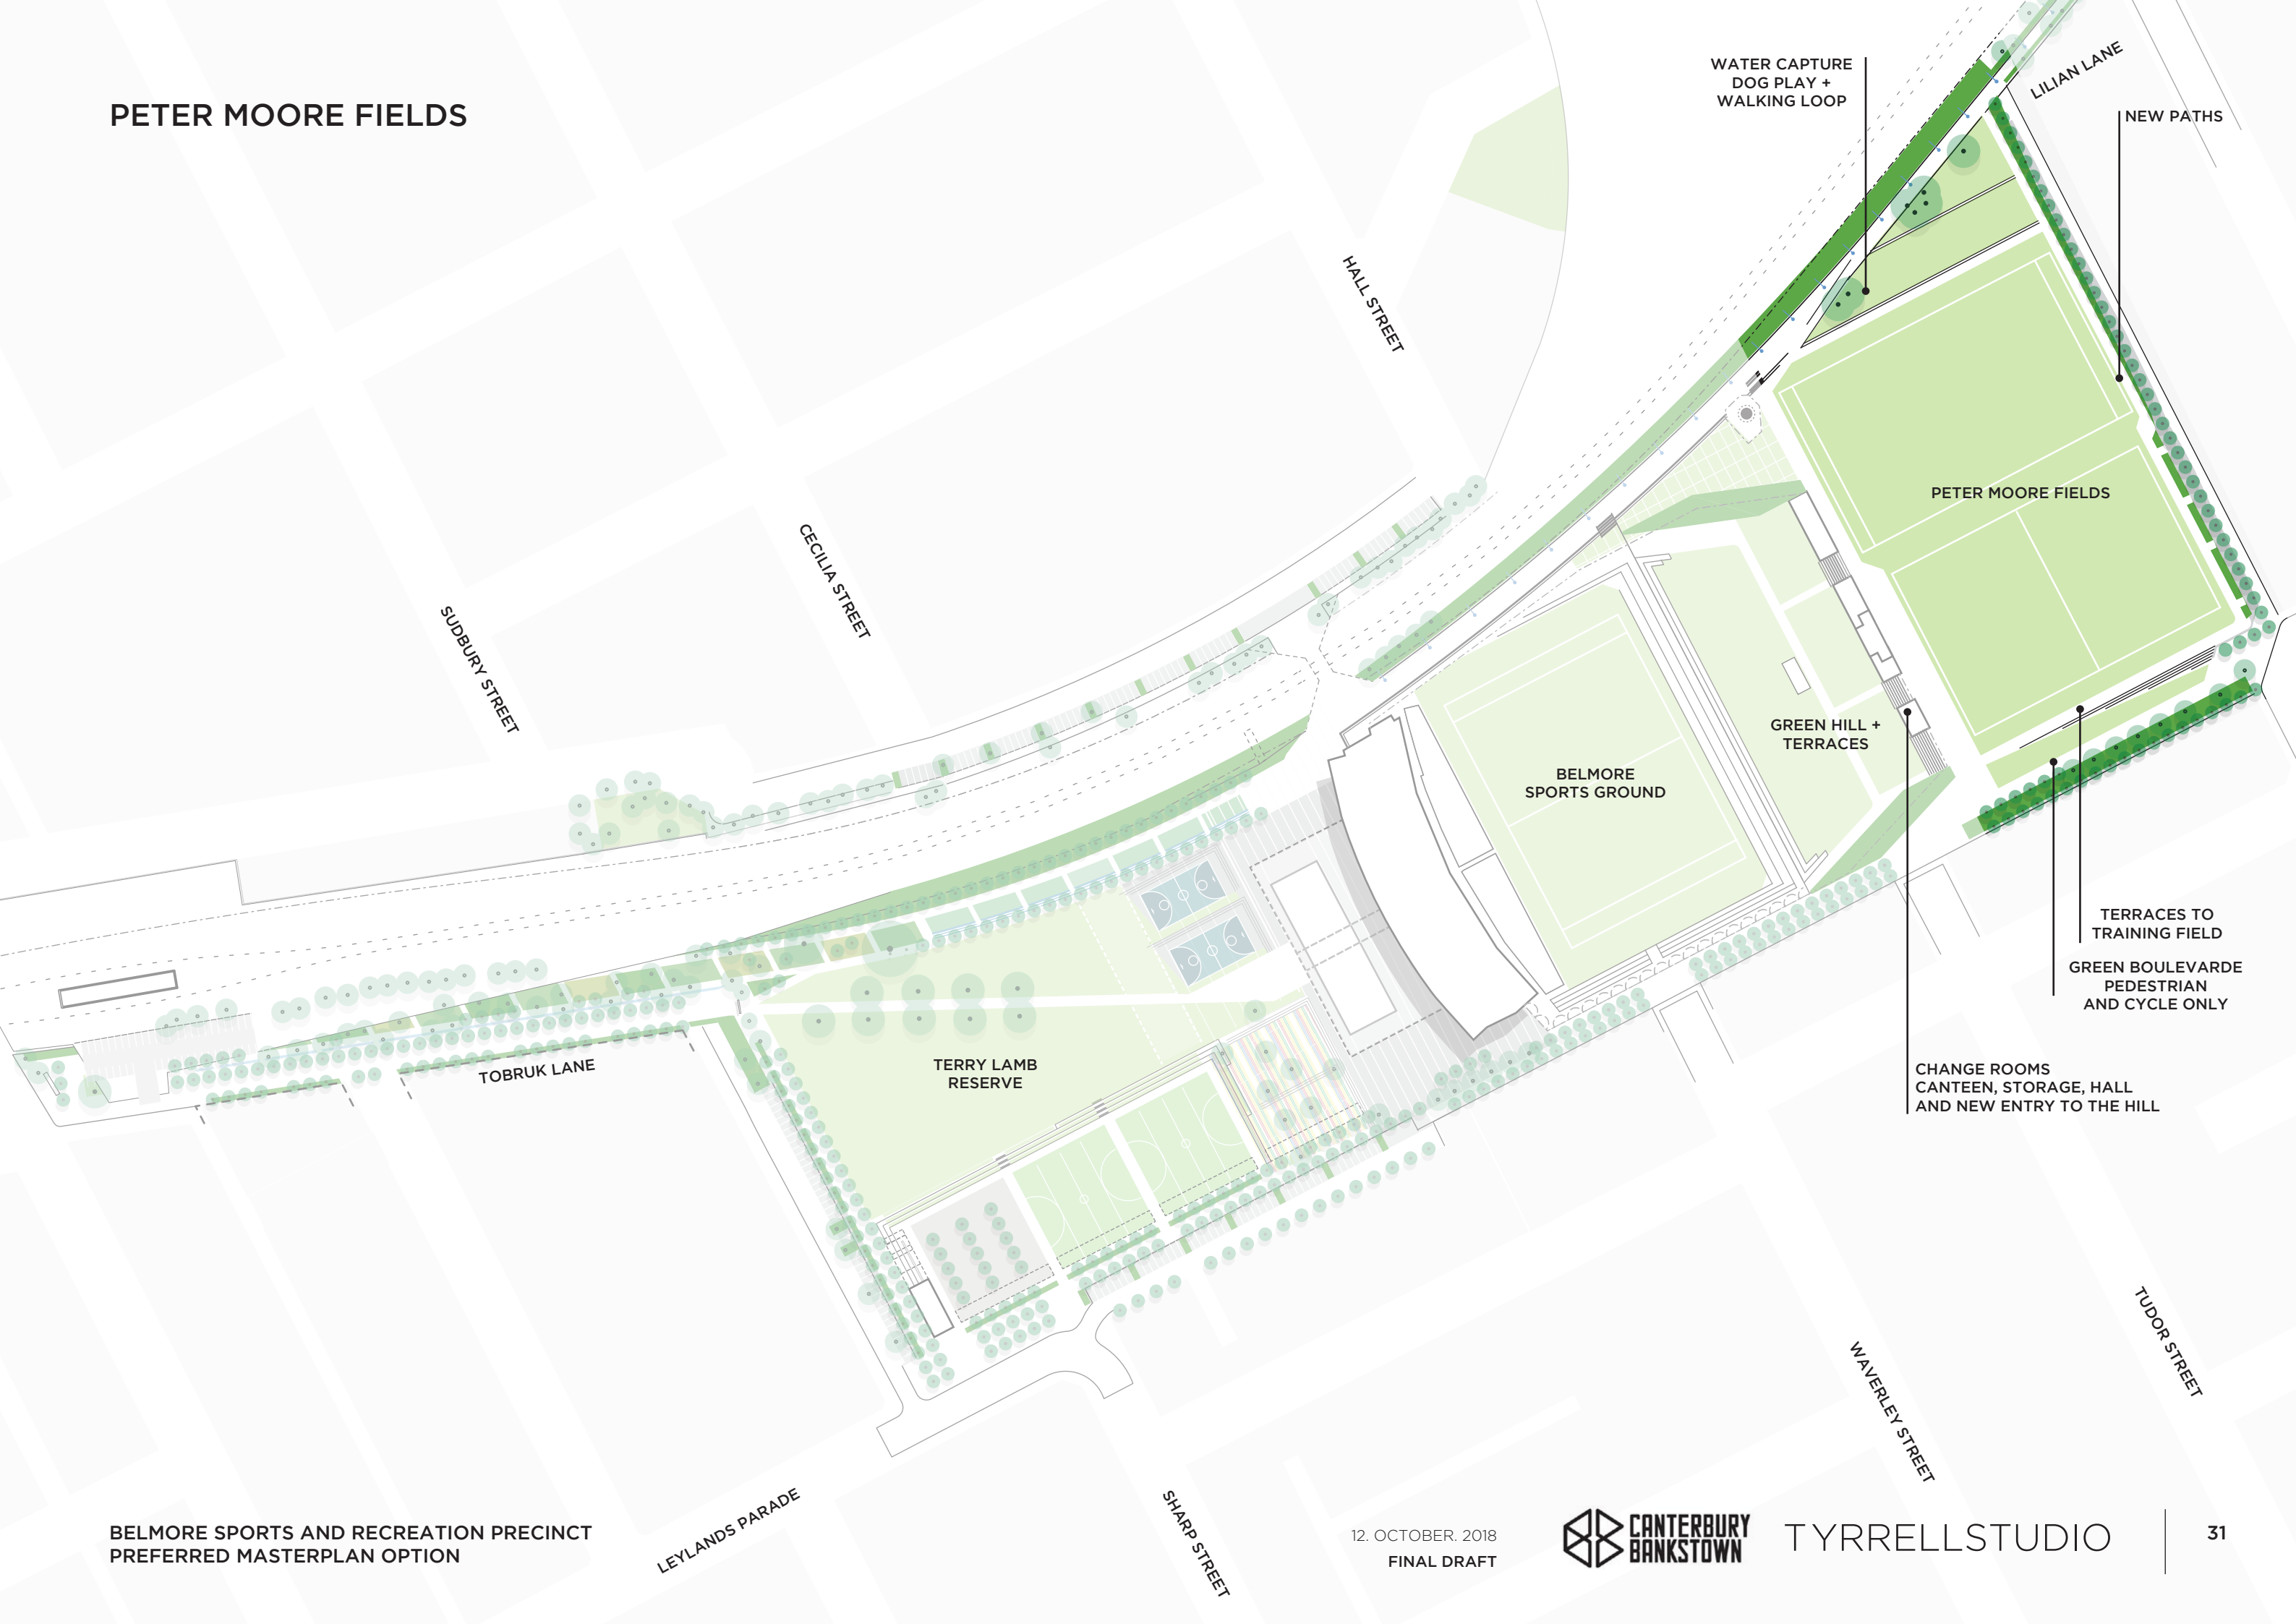 PETER MOORE FIELDS
WATER CAPTURE
DOG PLAY +
WALKING LOOP
LILIAN LANE
NEW PATHS
HALL STREET
CECILIA STREET
SUDBURY STREET
PETER MOORE FIELDS
GREEN HILL +
TERRACES
BELMORE
SPORTS GROUND
TERRACES TO
TRAINING FIELD
GREEN BOULEVARDE
PEDESTRIAN
AND CYCLE ONLY
CHANGE ROOMS
CANTEEN, STORAGE, HALL
AND NEW ENTRY TO THE HILL
TERRY LAMB
RESERVE
TOBRUK LANE
TUDOR STREET
WAVERLEY STREET
SHARP STREET
LEYLANDS PARADE
BELMORE SPORTS AND RECREATION PRECINCT
PREFERRED MASTERPLAN OPTION
12. OCTOBER. 2018
FINAL DRAFT
CANTERBURY
BANKSTOWN
TYRRELLSTUDIO
31